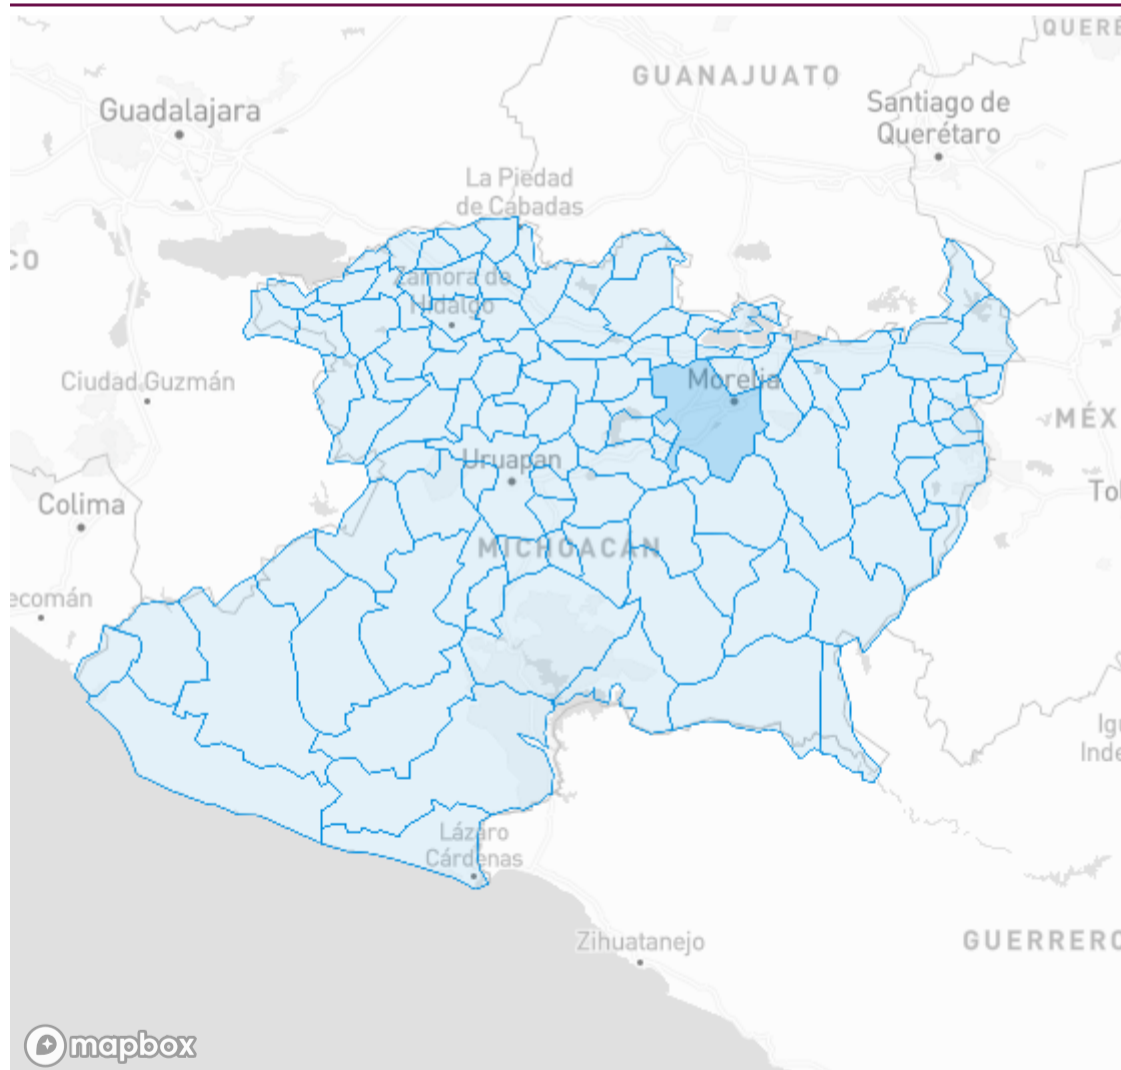 QUERÉ
GUANAJUATO
Guadalajara
Santiago de
Querétaro
La Piedad
de Cabadas
CO
Zamora de
Hidalgo
Ciudad Guzmán
Morelia
MÉX
Uruapan
Tol
Colima
MICHOACÁN
ecomán
Igu
Inde
Lázaro
Cárdenas
Zihuatanejo
GUERRERO
mapbox